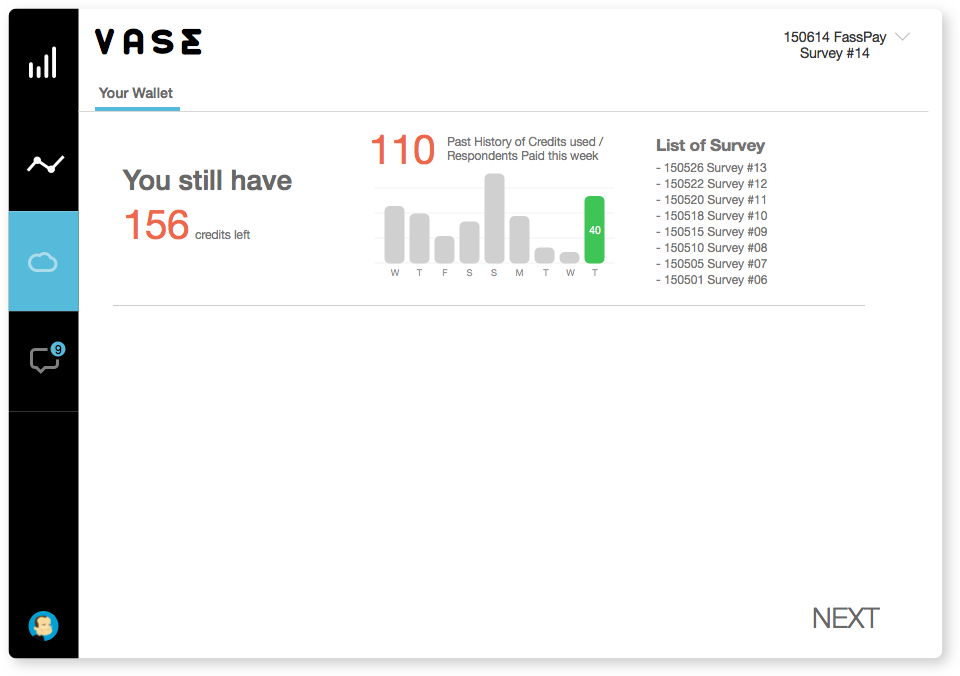 VASE
150614 FassPay
Survey #14
Your Wallet
You still have
156 credits left
110 Past History of Credits used /
Respondents Paid this week
40
W T F S S M T W T
List of Survey
- 150526 Survey #13
- 150522 Survey #12
- 150520 Survey #11
- 150518 Survey #10
- 150515 Survey #09
- 150510 Survey #08
- 150505 Survey #07
- 150501 Survey #06
9
NEXT